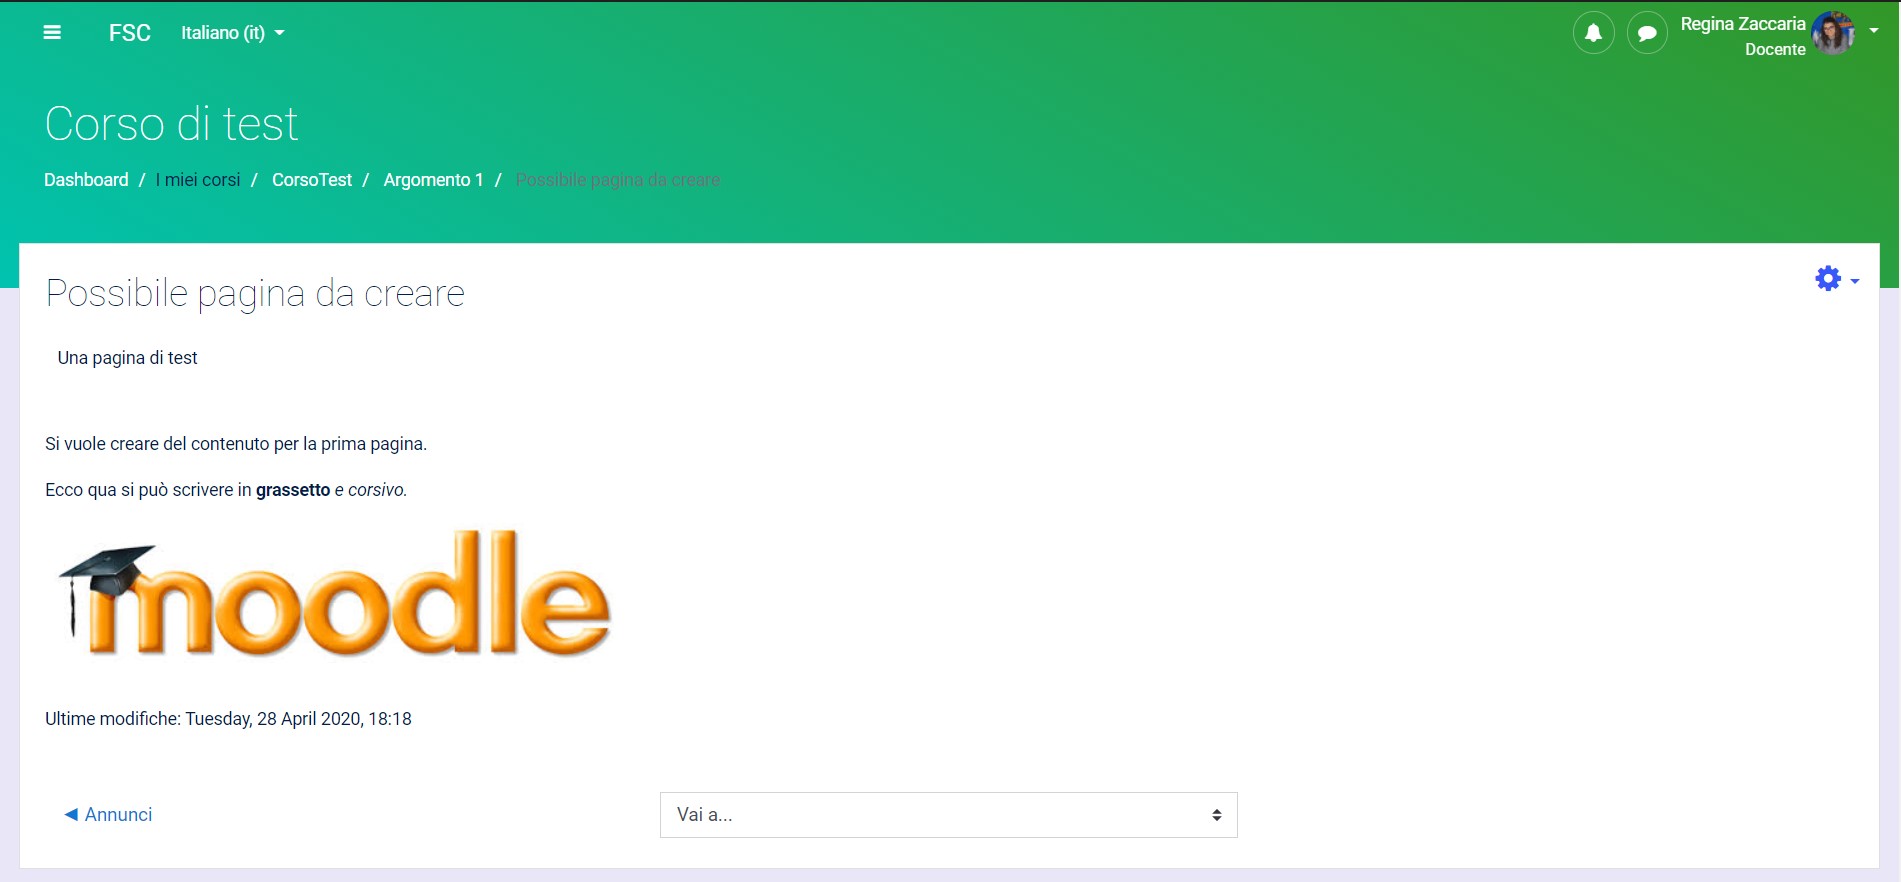 FSC Italiano (it)
Regina Zaccaria
Docente
Corso di test
Dashboard / I miei corsi / CorsoTest / Argomento 1 / Possibile pagina da creare
Possibile pagina da creare
Una pagina di test
Si vuole creare del contenuto per la prima pagina.
Ecco qua si può scrivere in grassetto e corsivo.
moodle
Ultime modifiche: Tuesday, 28 April 2020, 18:18
◄ Annunci
Vai a...